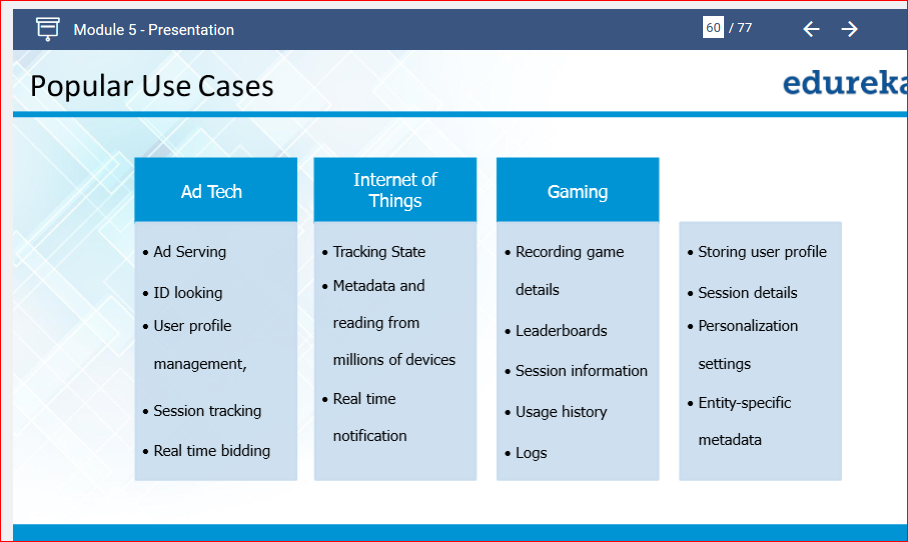 Module 5 - Presentation
60 / 77
Popular Use Cases
edureka
Ad Tech
• Ad Serving
• ID looking
• User profile
management,
• Session tracking
• Real time bidding
Internet of
Things
• Tracking State
• Metadata and
reading from
millions of devices
• Real time
notification
Gaming
• Recording game
details
• Leaderboards
• Session information
• Usage history
• Logs
• Storing user profile
• Session details
• Personalization
settings
• Entity-specific
metadata